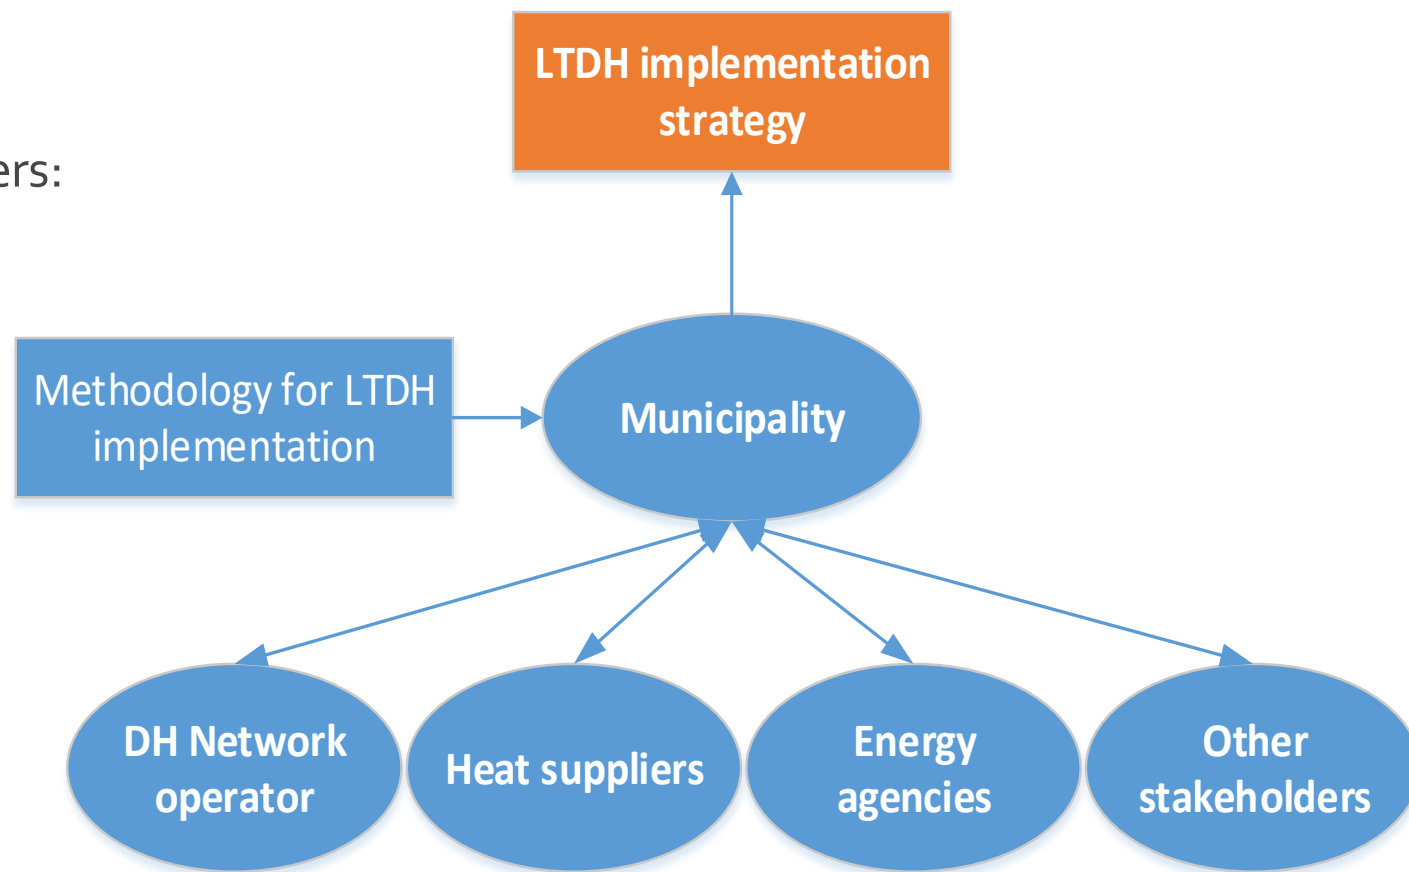 LTDH implementation
strategy
ers:
Methodology for LTDH
implementation
Municipality
DH Network
operator
Heat suppliers
Energy
agencies
Other
stakeholders